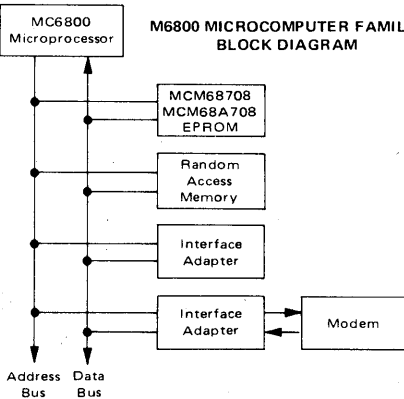 MC6800
Microprocessor
M6800 MICROCOMPUTER FAMIL
BLOCK DIAGRAM
MCM68708
MCM68A708
EPROM
Random
Access
Memory
Interface
Adapter
Interface
Adapter
Modem
Address Data
Bus Bus